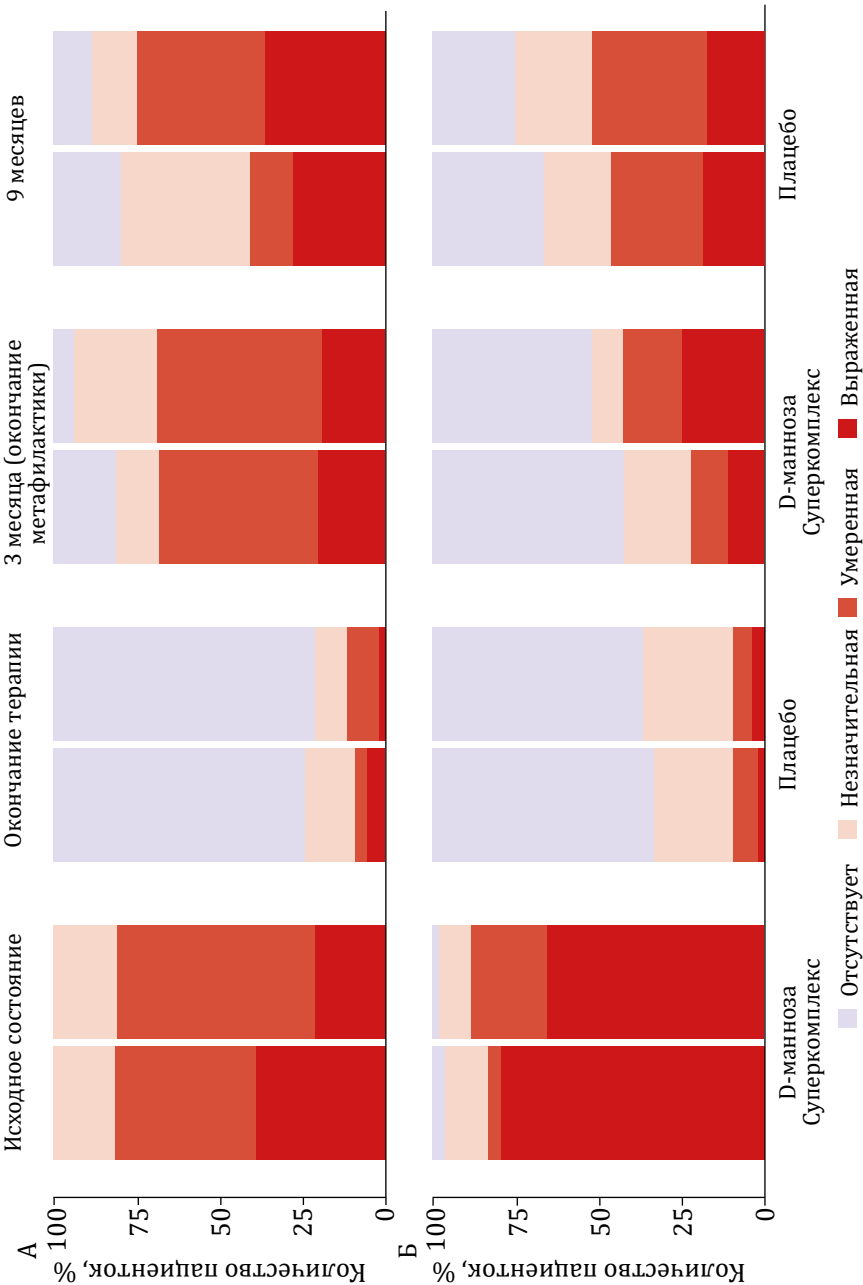 Исходное состояние
Окончание терапии
3 месяца (окончание
метафилактики)
9 месяцев
А
Количество пациенток, %
100
75
50
25
0
Б
Количество пациенток, %
100
75
50
25
0
D-манноза
Суперкомплекс
Плацебо
D-манноза
Суперкомплекс
Плацебо
Отсутствует
Незначительная
Умеренная
Выраженная